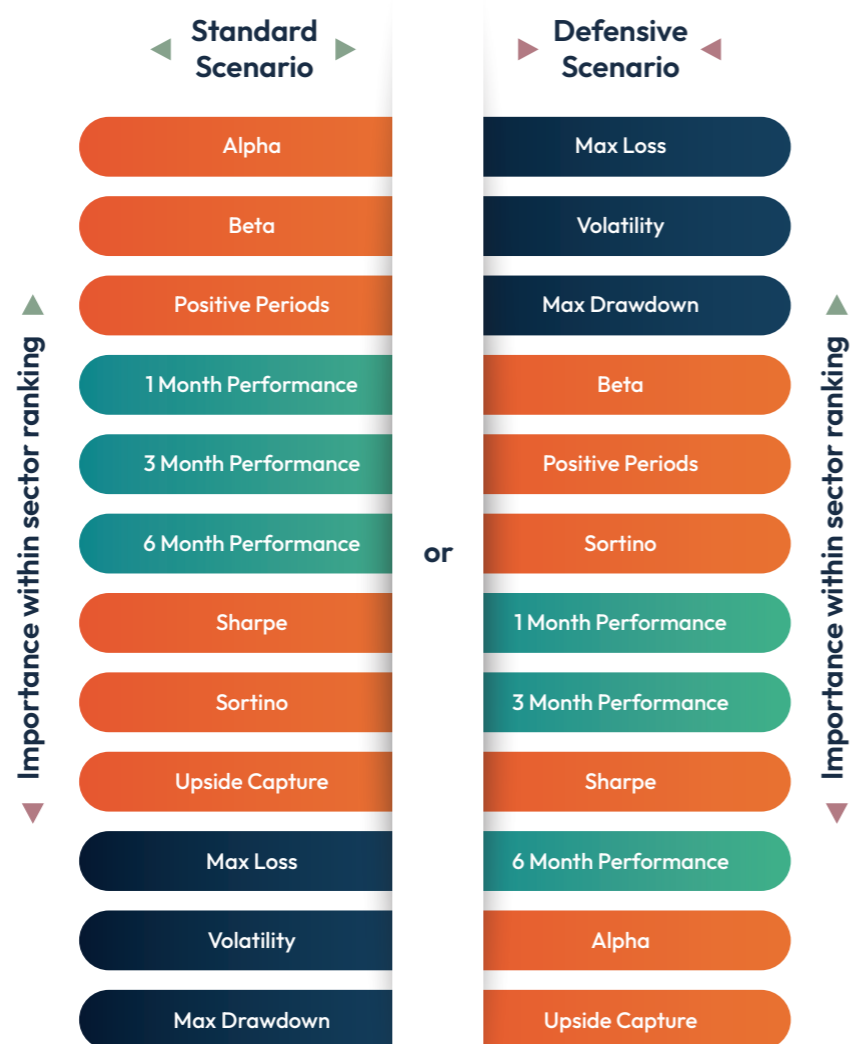 Standard
Scenario
Alpha
Beta
Positive Periods
1 Month Performance
3 Month Performance
6 Month Performance
Sharpe
Sortino
Upside Capture
Max Loss
Volatility
Max Drawdown
Importance within sector ranking
or
Defensive
Scenario
Max Loss
Volatility
Max Drawdown
Beta
Positive Periods
Sortino
1 Month Performance
3 Month Performance
Sharpe
6 Month Performance
Alpha
Upside Capture
Importance within sector ranking